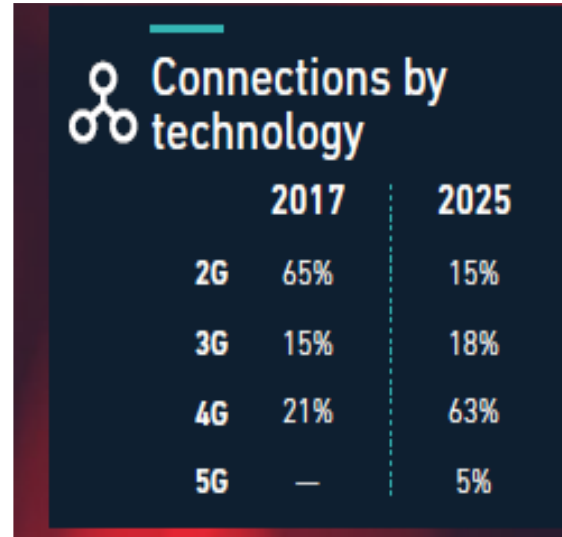 Connections by
technology
2017 2025
2G 65% 15%
3G 15% 18%
4G 21% 63%
5G — 5%